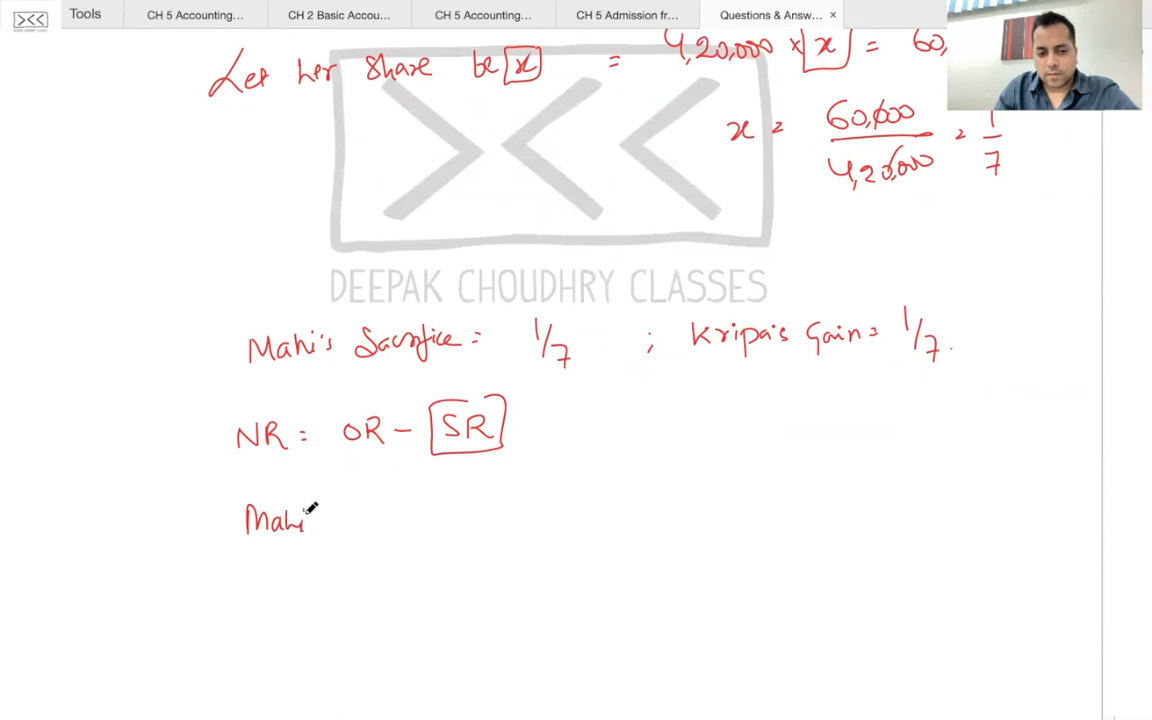 Tools CH 5 Accounting... CH 2 Basic Accou... CH 5 Accounting... CH 5 Admission fr... Questions & Answ... ×
Let her share be x = 4,20,000 × x = 60,
x = 60,000 / 4,20,000 = 1 / 7
DEEPAK CHOUDHRY CLASSES
Mahi's Sacrifice = 1/7 ; Kripa's Gain = 1/7.
NR = OR - SR
Mahi